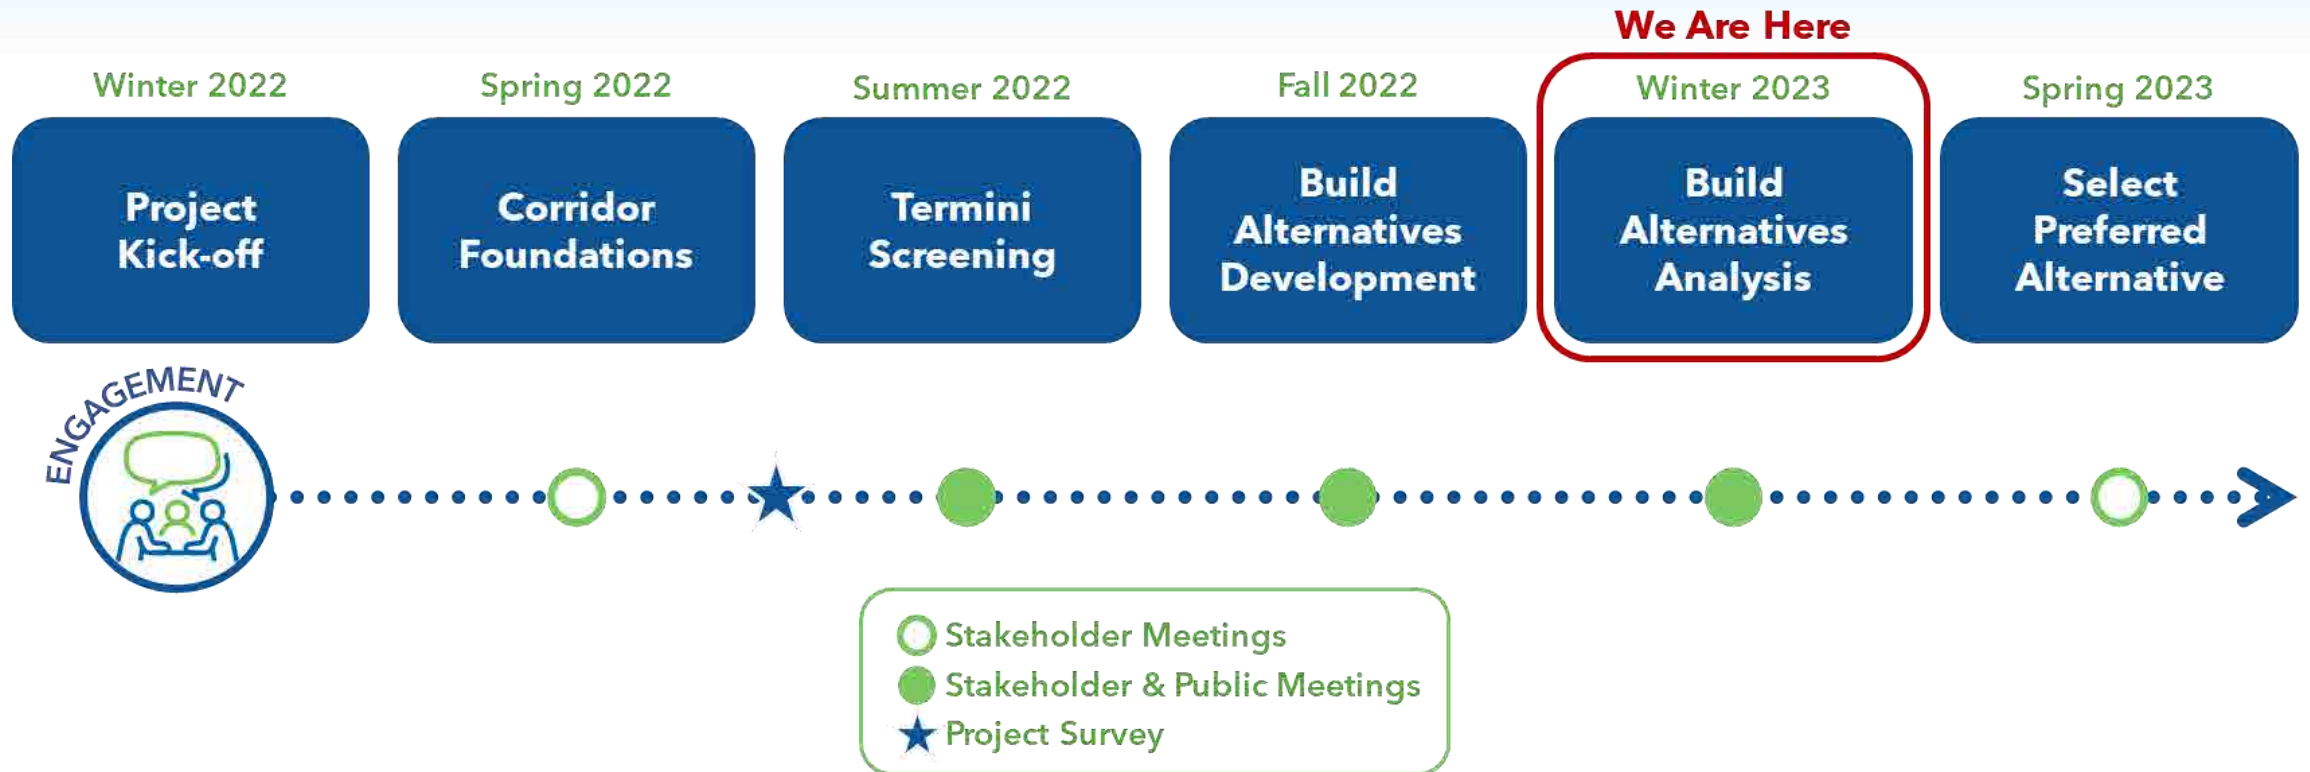 We Are Here
Winter 2022
Spring 2022
Summer 2022
Fall 2022
Winter 2023
Spring 2023
Project
Kick-off
Corridor
Foundations
Termini
Screening
Build
Alternatives
Development
Build
Alternatives
Analysis
Select
Preferred
Alternative
ENGAGEMENT
Stakeholder Meetings
Stakeholder & Public Meetings
Project Survey